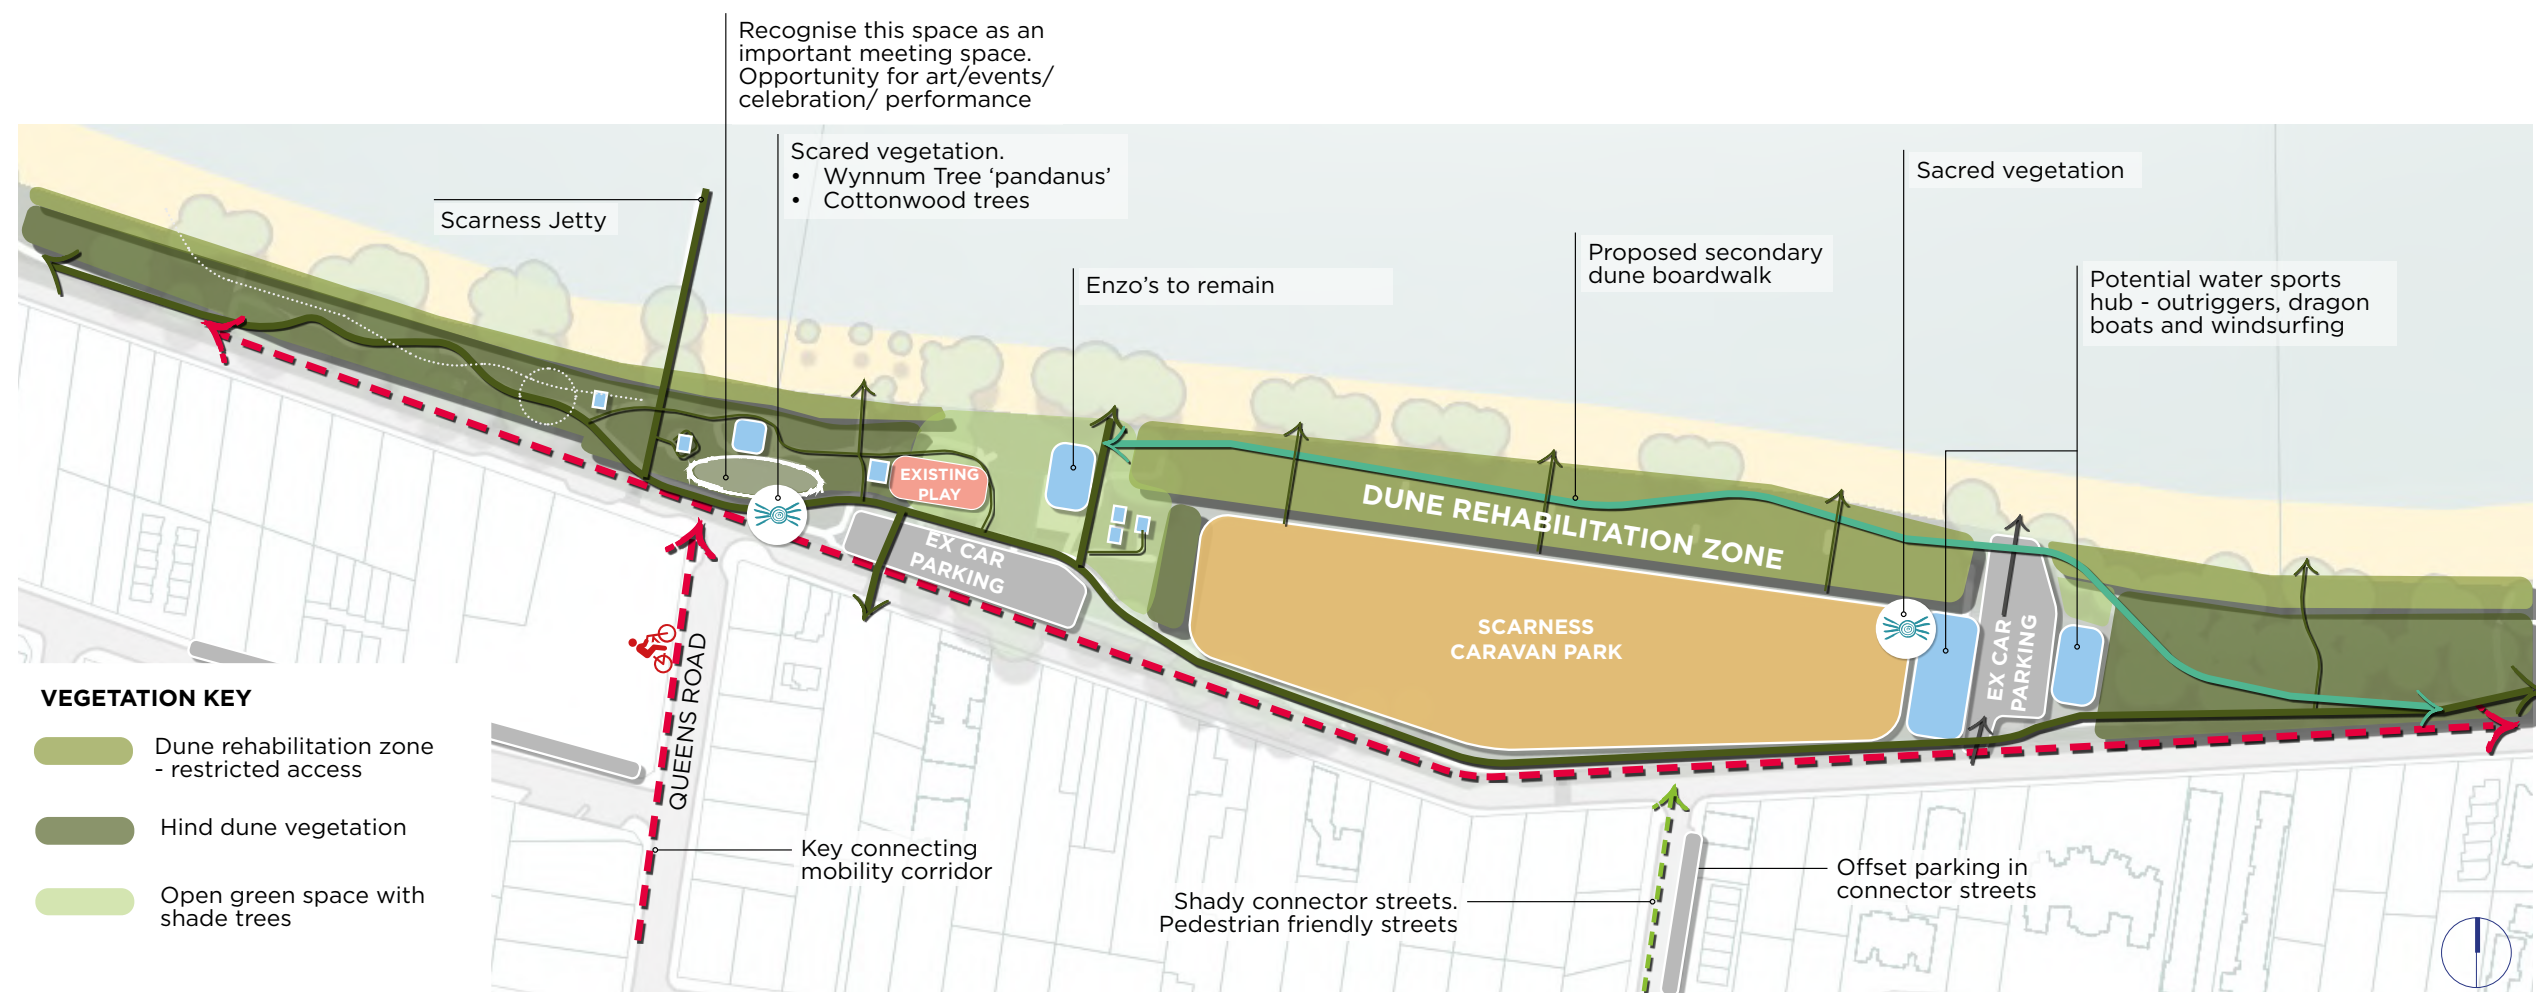 Recognise this space as an
important meeting space.
Opportunity for art/events/
celebration/ performance
Scared vegetation.
• Wynnum Tree ‘pandanus’
• Cottonwood trees
Sacred vegetation
Scarness Jetty
Enzo’s to remain
Proposed secondary
dune boardwalk
Potential water sports
hub - outriggers, dragon
boats and windsurfing
EXISTING
PLAY
EX CAR
PARKING
DUNE REHABILITATION ZONE
SCARNESS
CARAVAN PARK
EX CAR
PARKING
QUEENS ROAD
VEGETATION KEY
Dune rehabilitation zone
- restricted access
Hind dune vegetation
Open green space with
shade trees
Key connecting
mobility corridor
Shady connector streets.
Pedestrian friendly streets
Offset parking in
connector streets